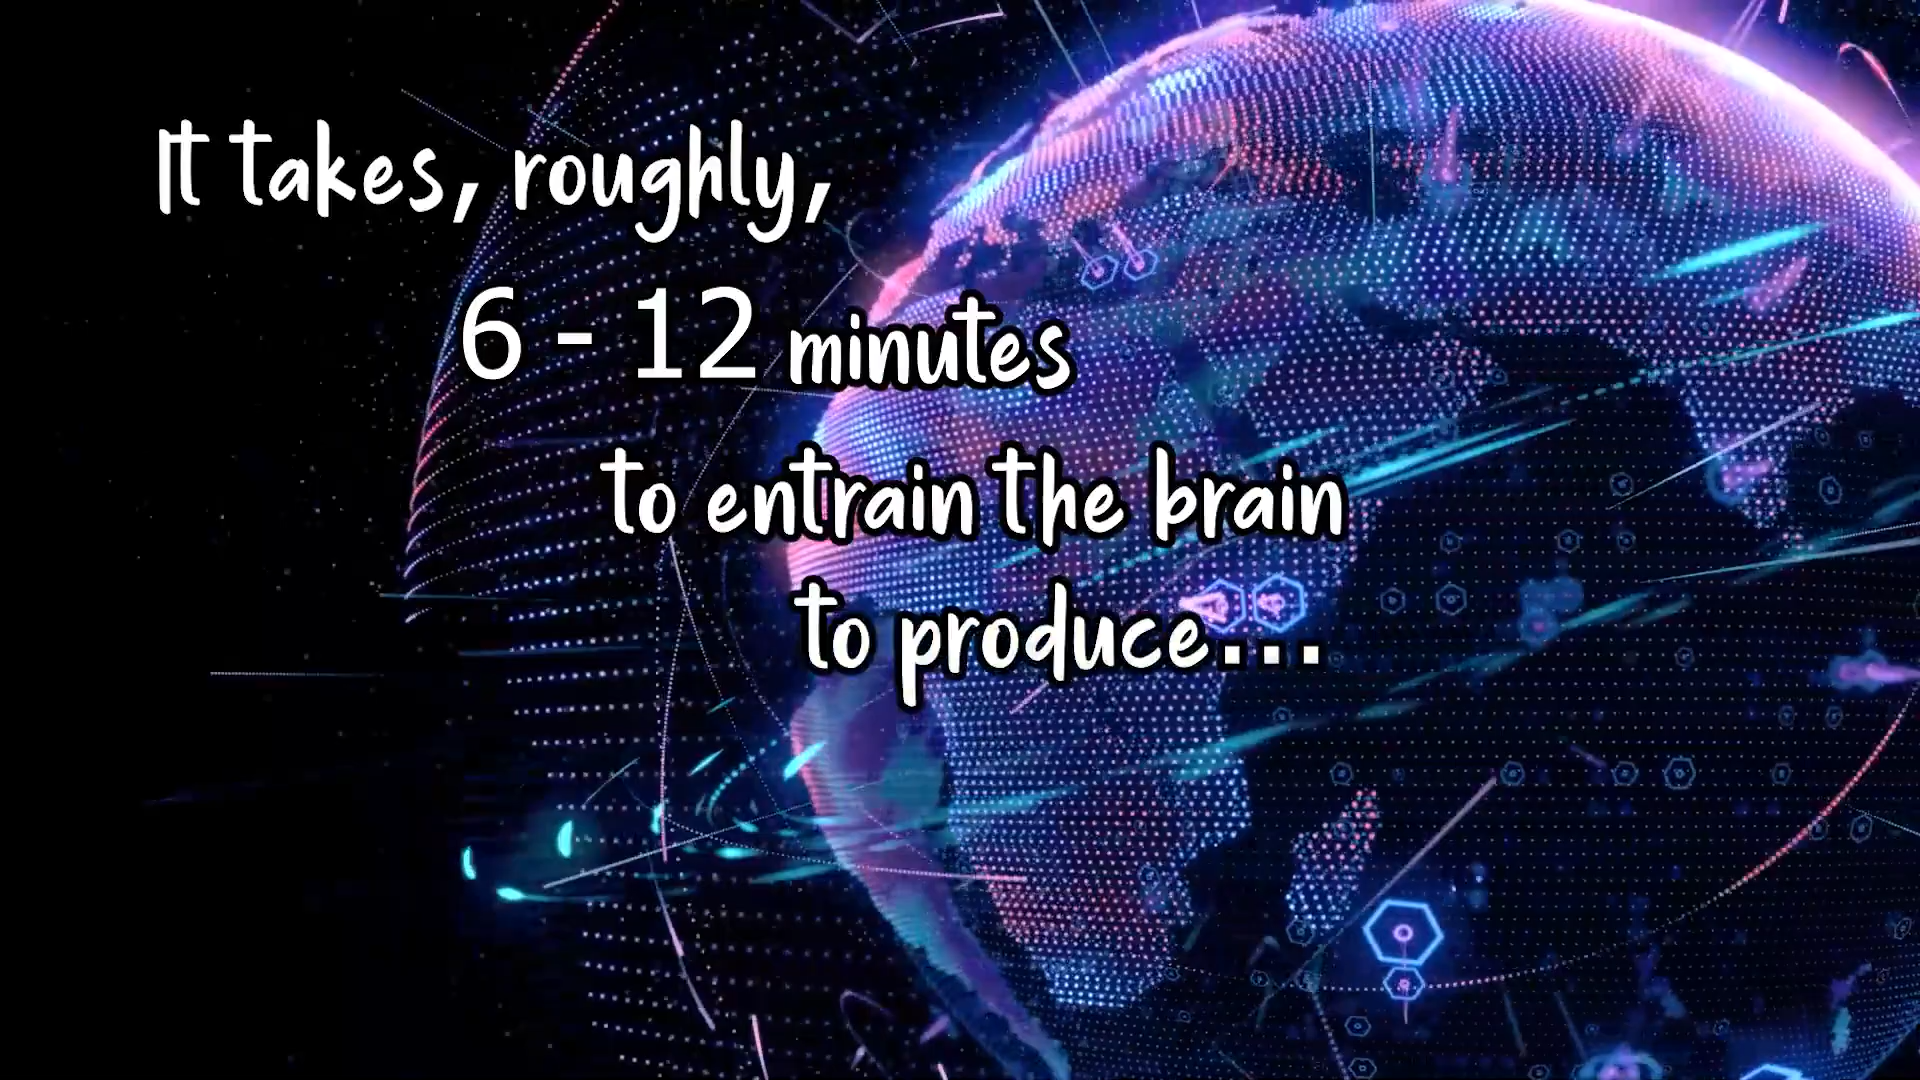 It takes, roughly,
6 - 12 minutes
to entrain the brain
to produce...